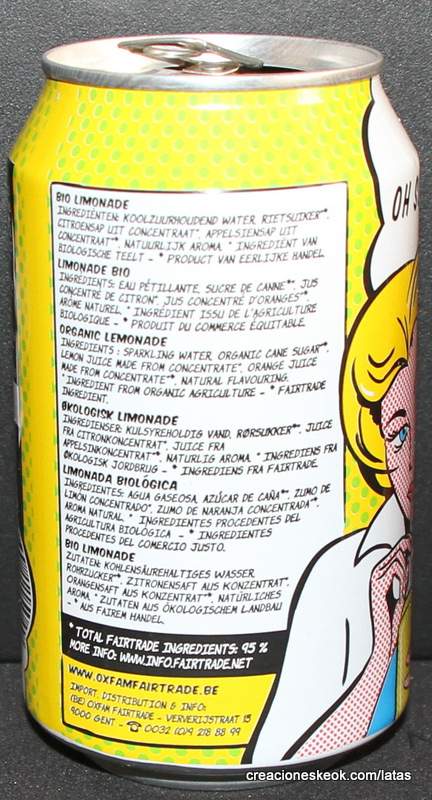 OH S
BIO LIMONADE
INGREDIËNTEN: KOOLZUURHOUDEND WATER, RIETSUIKER*°,
CITROENSAP UIT CONCENTRAAT*, APPELSIENSAP UIT
CONCENTRAAT*°, NATUURLIJK AROMA. * INGREDIËNT VAN
BIOLOGISCHE TEELT - ° PRODUCT VAN EERLIJKE HANDEL.
LIMONADE BIO
INGRÉDIENTS: EAU PÉTILLANTE, SUCRE DE CANNE*°, JUS
CONCENTRÉ DE CITRON*, JUS CONCENTRÉ D'ORANGES*°,
ARÔME NATUREL. * INGRÉDIENT ISSU DE L'AGRICULTURE
BIOLOGIQUE - ° PRODUIT DU COMMERCE ÉQUITABLE.
ORGANIC LEMONADE
INGREDIENTS : SPARKLING WATER, ORGANIC CANE SUGAR*°,
LEMON JUICE MADE FROM CONCENTRATE*, ORANGE JUICE
MADE FROM CONCENTRATE*°, NATURAL FLAVOURING.
* INGREDIENT FROM ORGANIC AGRICULTURE - ° FAIRTRADE
INGREDIENT.
ØKOLOGISK LIMONADE
INGREDIENSER: KULSYREHOLDIG VAND, RØRSUKKER*°, JUICE
FRA CITRONKONCENTRAT*, JUICE FRA
APPELSINKONCENTRAT*°, NATURLIG AROMA. * INGREDIENS FRA
ØKOLOGISK JORDBRUG - ° INGREDIENS FRA FAIRTRADE.
LIMONADA BIOLÓGICA
INGREDIENTES: AGUA GASEOSA, AZÚCAR DE CAÑA*°, ZUMO DE
LIMÓN CONCENTRADO*, ZUMO DE NARANJA CONCENTRADA*°,
AROMA NATURAL. * INGREDIENTES PROCEDENTES DEL
AGRICULTURA BIOLÓGICA - ° INGREDIENTES
PROCEDENTES DEL COMERCIO JUSTO.
BIO LIMONADE
ZUTATEN: KOHLENSÄUREHALTIGES WASSER,
ROHRZUCKER*°, ZITRONENSAFT AUS KONZENTRAT*,
ORANGENSAFT AUS KONZENTRAT*°, NATÜRLICHES
AROMA. * ZUTATEN AUS ÖKOLOGISCHEM LANDBAU
- ° AUS FAIREM HANDEL.
° TOTAL FAIRTRADE INGREDIENTS: 95 %
MORE INFO: WWW.INFO.FAIRTRADE.NET
WWW.OXFAMFAIRTRADE.BE
IMPORT, DISTRIBUTION & INFO:
(BE) OXFAM FAIRTRADE - VERVERIJSTRAAT 15
9000 GENT - ☎ 0032 (0)9 218 88 99
creacioneskeok.com/latas